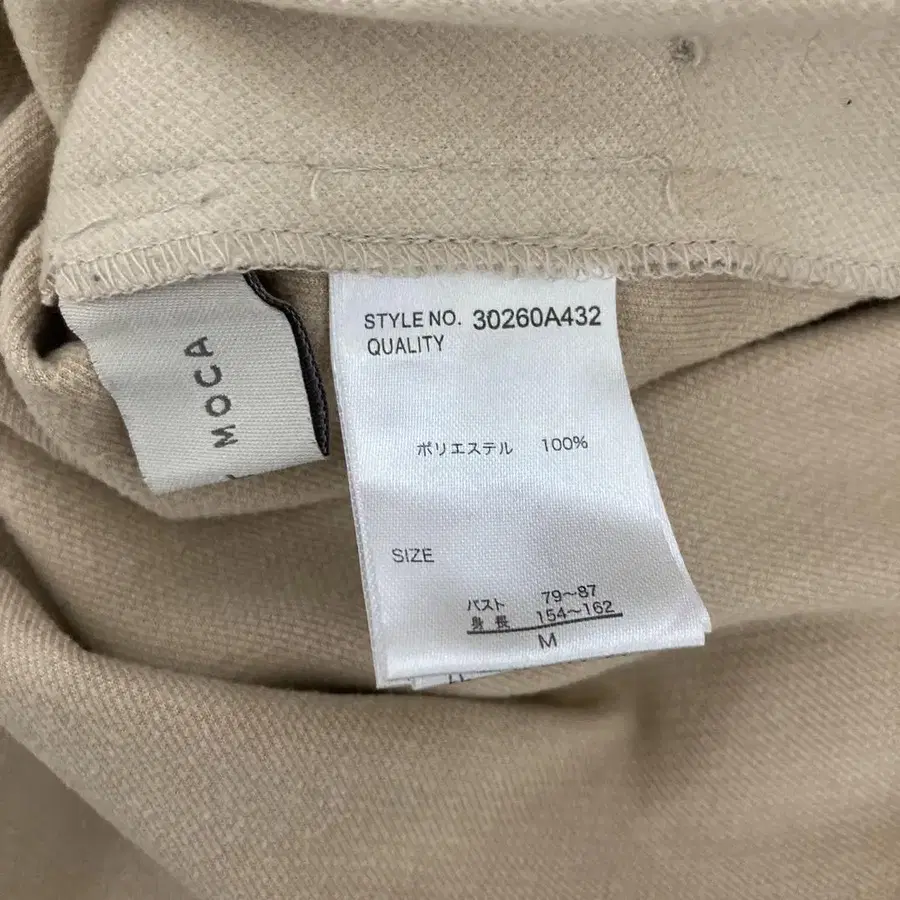 MOCA
STYLE NO. 30260A432
QUALITY
ポリエステル 100%
SIZE
バスト 79~87
身長 154~162
M